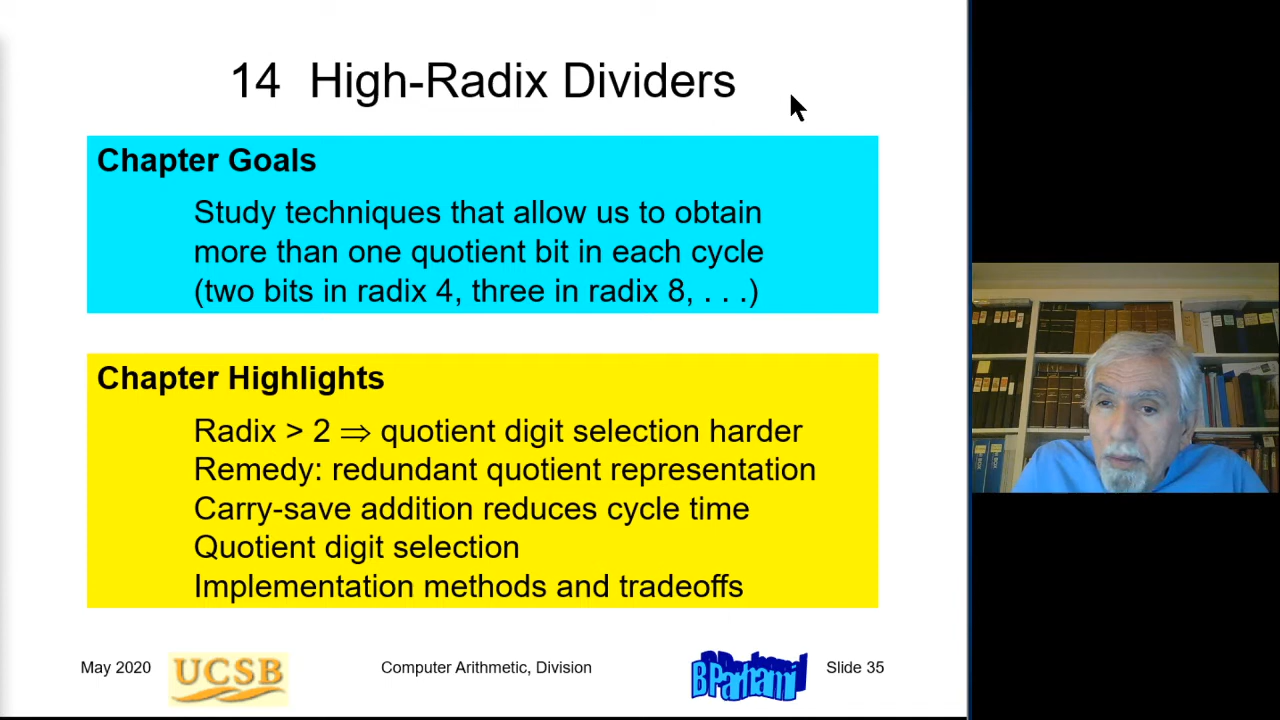 14 High-Radix Dividers
Chapter Goals
Study techniques that allow us to obtain
more than one quotient bit in each cycle
(two bits in radix 4, three in radix 8, . . .)
Chapter Highlights
Radix > 2 ⇒ quotient digit selection harder
Remedy: redundant quotient representation
Carry-save addition reduces cycle time
Quotient digit selection
Implementation methods and tradeoffs
May 2020
UCSB
Computer Arithmetic, Division
B Parhami
Slide 35